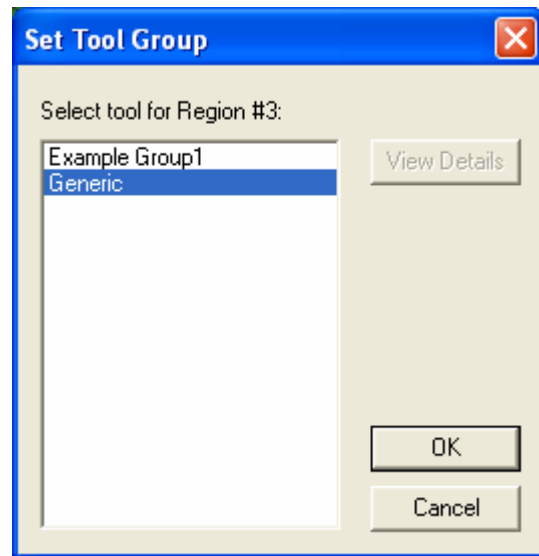 Set Tool Group
Select tool for Region #3:
Example Group1
Generic
View Details
OK
Cancel